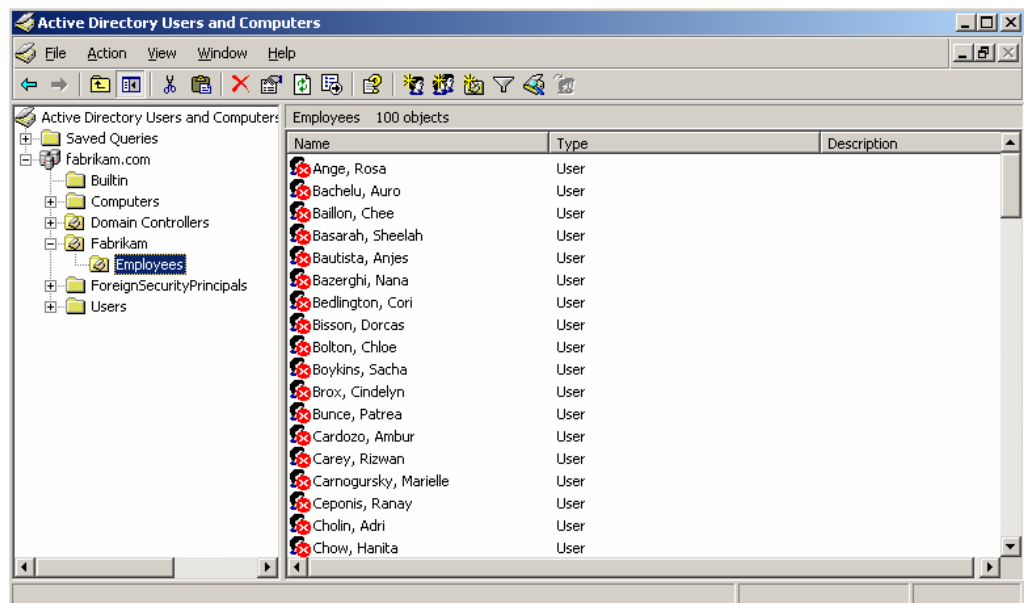 Active Directory Users and Computers
File Action View Window Help
Active Directory Users and Computers
Saved Queries
fabrikam.com
Builtin
Computers
Domain Controllers
Fabrikam
Employees
ForeignSecurityPrincipals
Users
Employees 100 objects
Name Type Description
Ange, Rosa User
Bachelu, Auro User
Baillon, Chee User
Basarah, Sheelah User
Bautista, Anjes User
Bazerghi, Nana User
Bedlington, Cori User
Bisson, Dorcas User
Bolton, Chloe User
Boykins, Sacha User
Brox, Cindelyn User
Bunce, Patrea User
Cardozo, Ambur User
Carey, Rizwan User
Carnogursky, Marielle User
Ceponis, Ranay User
Cholin, Adri User
Chow, Hanita User